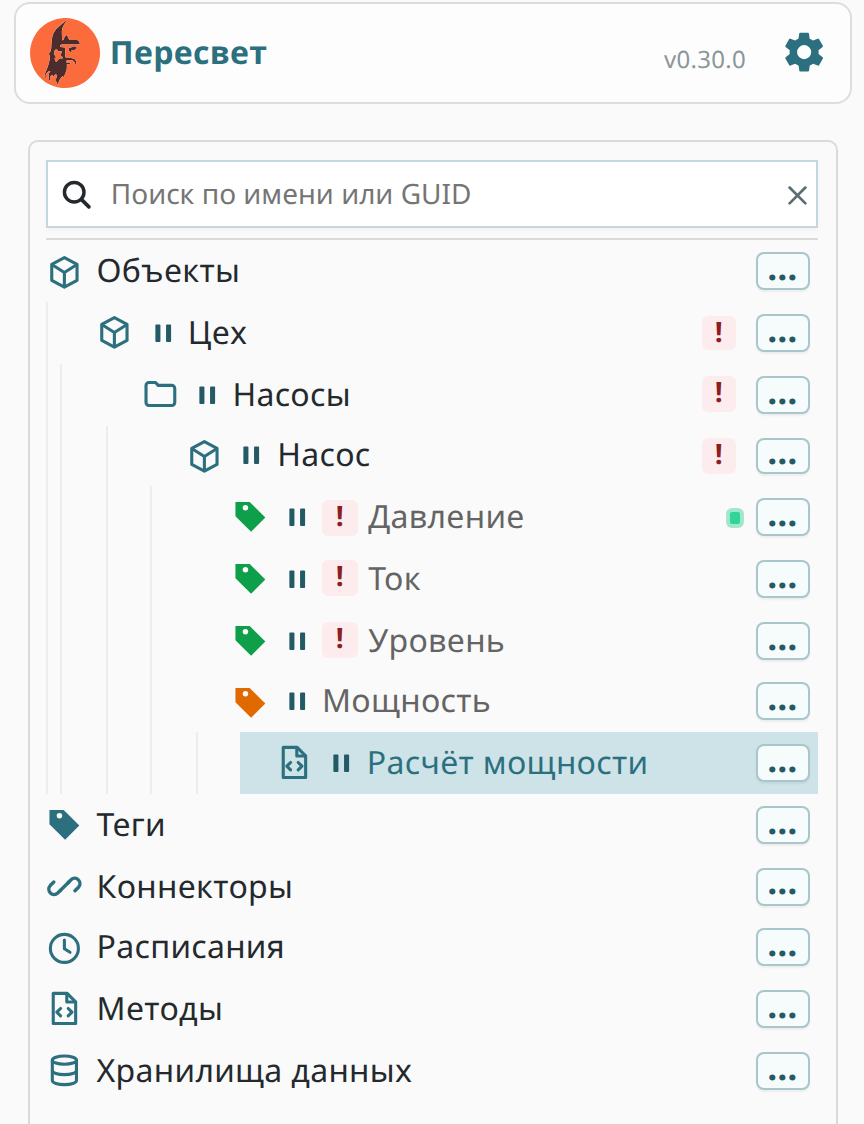 Пересвет
v0.30.0
Поиск по имени или GUID
Объекты
...
Цех
!
...
Насосы
!
...
Насос
!
...
! Давление
...
! Ток
...
! Уровень
...
Мощность
...
Расчёт мощности
...
Теги
...
Коннекторы
...
Расписания
...
Методы
...
Хранилища данных
...